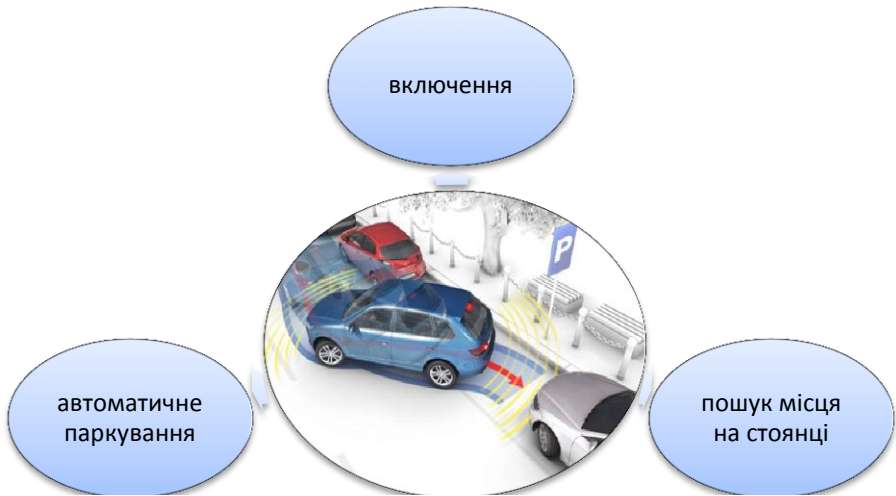 включення
P
автоматичне
паркування
пошук місця
на стоянці